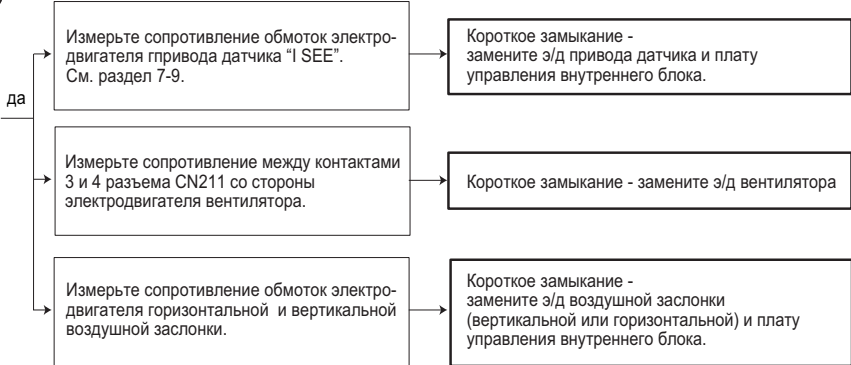 да
Измерьте сопротивление обмоток электро-
двигателя гпривода датчика “I SEE”.
См. раздел 7-9.
Короткое замыкание -
замените э/д привода датчика и плату
управления внутреннего блока.
Измерьте сопротивление между контактами
3 и 4 разъема CN211 со стороны
электродвигателя вентилятора.
Короткое замыкание - замените э/д вентилятора
Измерьте сопротивление обмоток электро-
двигателя горизонтальной и вертикальной
воздушной заслонки.
Короткое замыкание -
замените э/д воздушной заслонки
(вертикальной или горизонтальной) и плату
управления внутреннего блока.